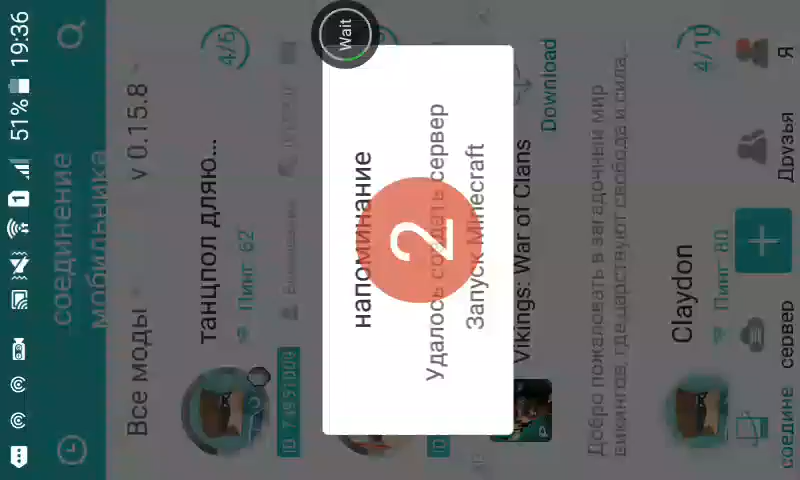 51% 19:36
соединение
мобильника
Все моды
v 0.15.8
танцпол дляю...
4/6
Пинг 62
Выживание
Wait
напоминание
Удалось создать сервер
Запуск Minecraft
2
Vikings: War of Clans
Download
Добро пожаловать в загадочный мир
викингов, где царствуют свобода и сила...
Claydon
4/10
Пинг 80
соедине
сервер
Друзья
Я